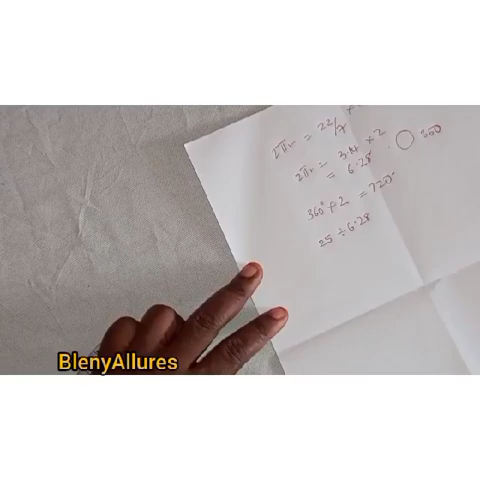 2πr = 22/7 ×
2πr = 3.14 × 2
= 6.28
360
360° × 2 = 720°
25 ÷ 6.28
BlenyAllures